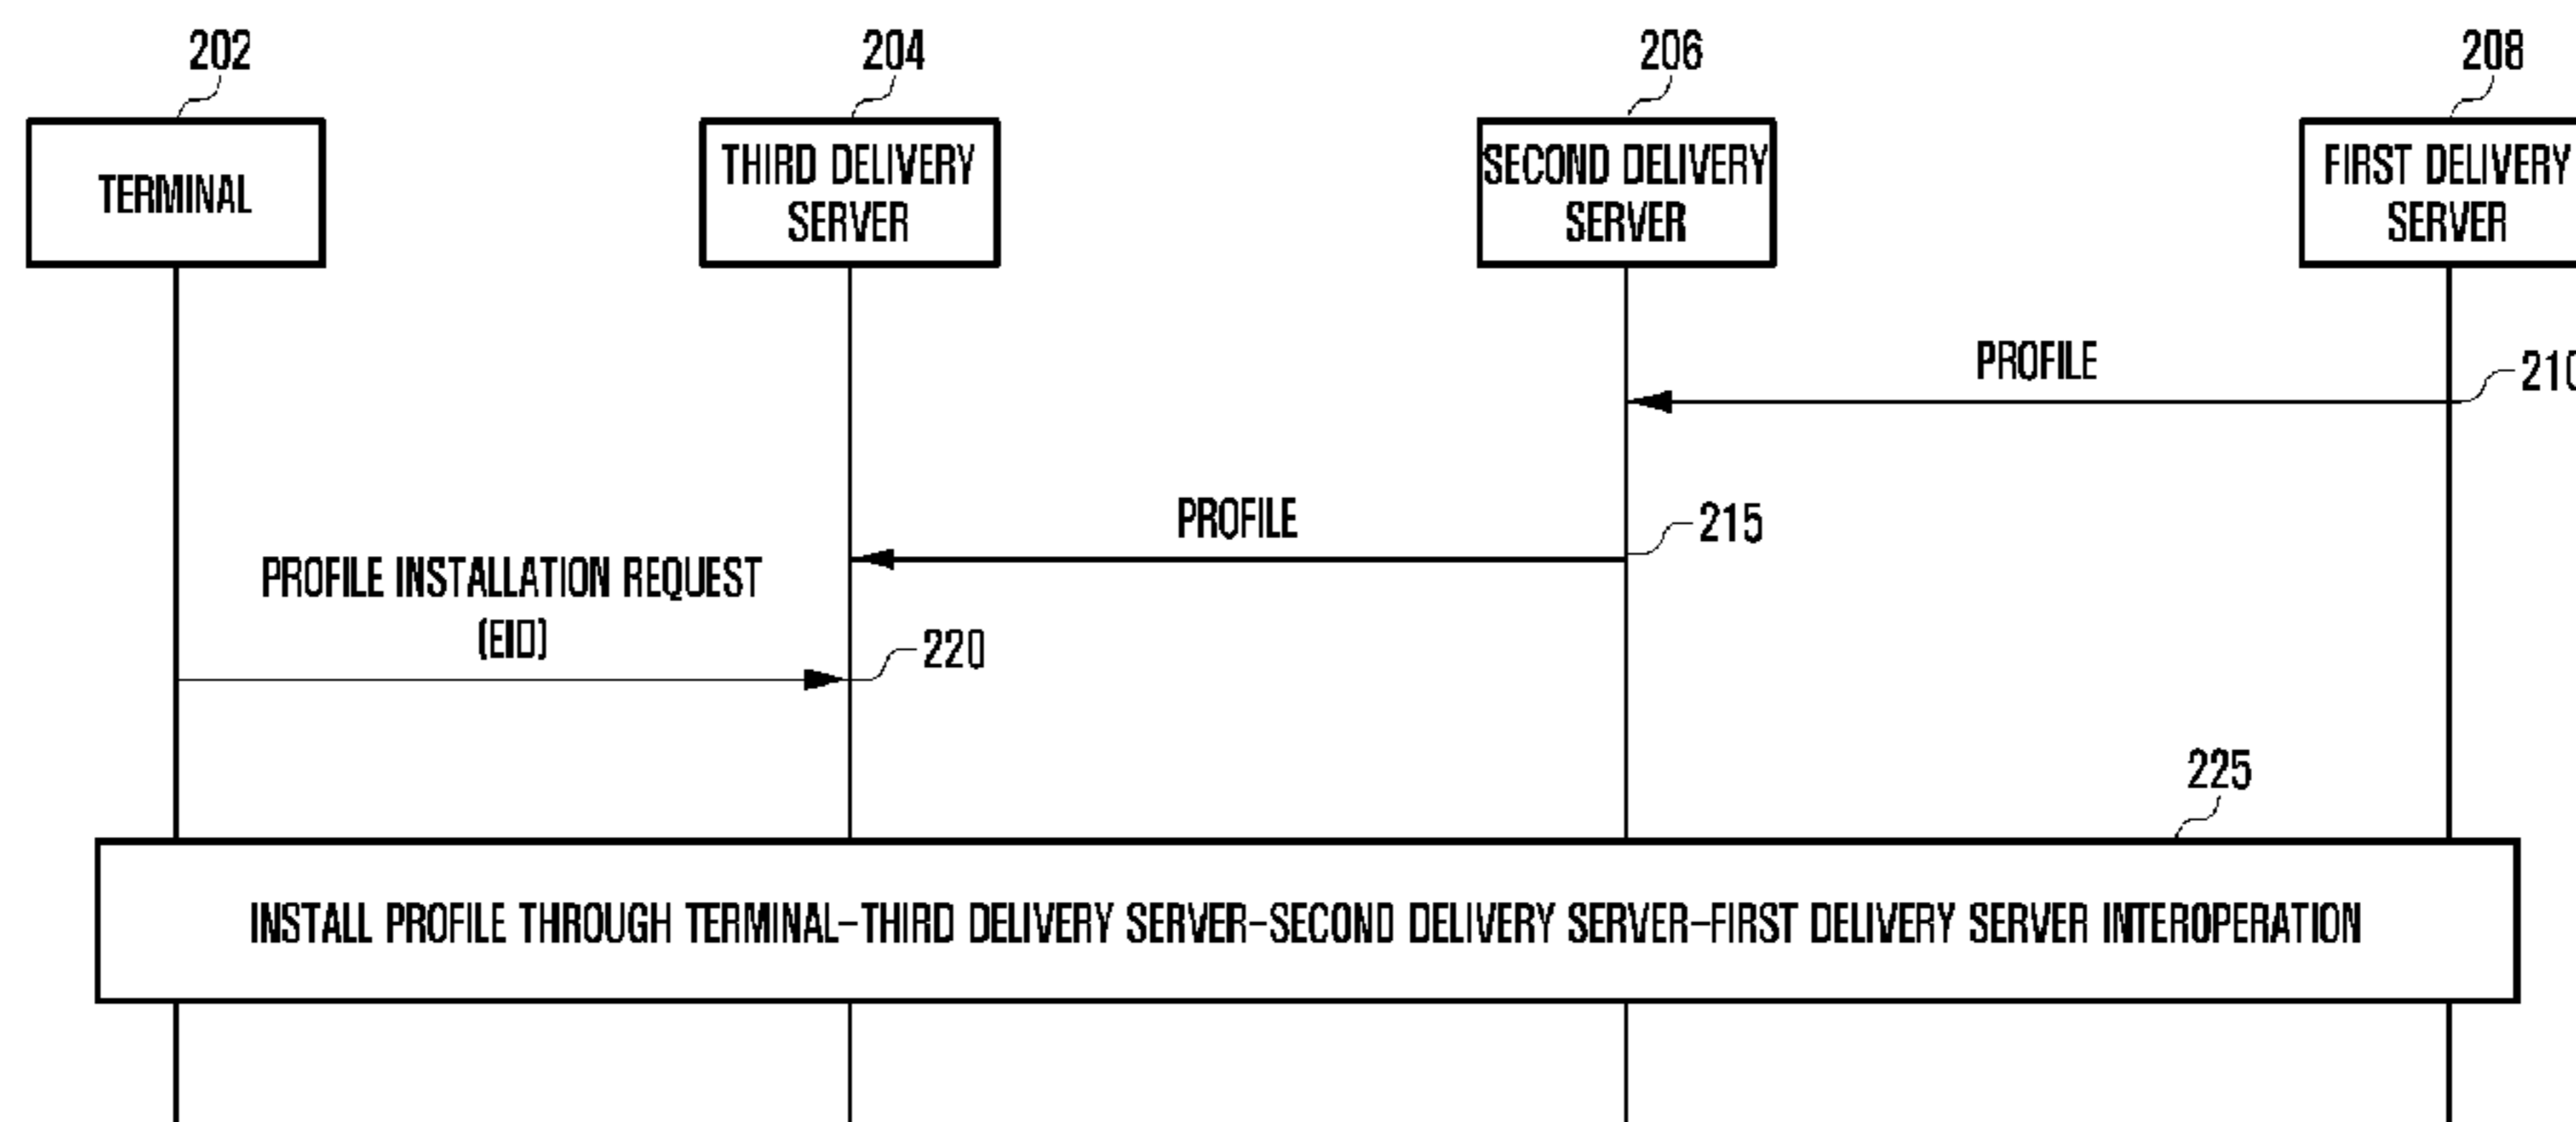 202
204
206
208
TERMINAL
THIRD DELIVERY
SERVER
SECOND DELIVERY
SERVER
FIRST DELIVERY
SERVER
PROFILE
210
PROFILE
215
PROFILE INSTALLATION REQUEST
(EID)
220
225
INSTALL PROFILE THROUGH TERMINAL-THIRD DELIVERY SERVER-SECOND DELIVERY SERVER-FIRST DELIVERY SERVER INTEROPERATION